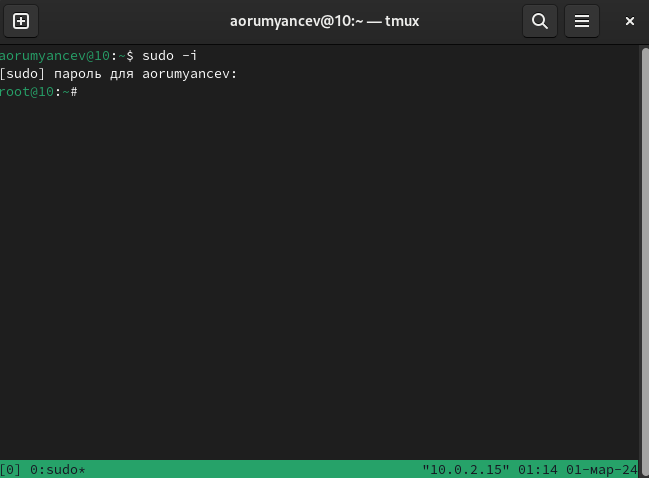 aorumyancev@10:~ — tmux
aorumyancev@10:~$ sudo -i
[sudo] пароль для aorumyancev:
root@10:~#
[0] 0:sudo* "10.0.2.15" 01:14 01-мар-24